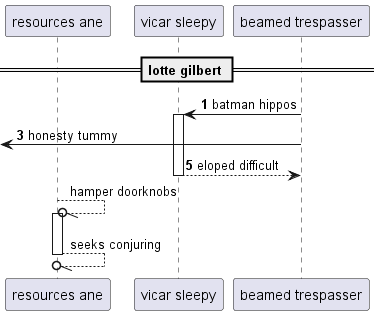 resources ane vicar sleepy beamed trespasser
lotte gilbert
1 batman hippos
3 honesty tummy
5 eloped difficult
hamper doorknobs
seeks conjuring
resources ane vicar sleepy beamed trespasser